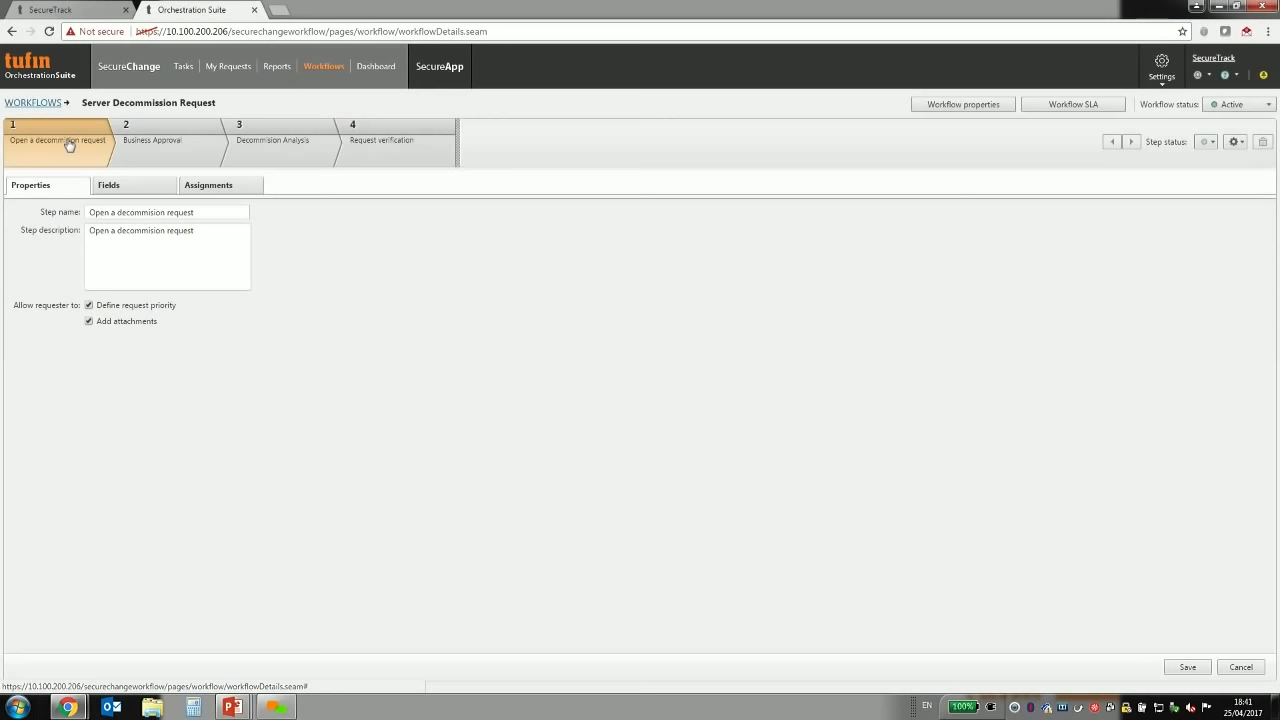 SecureTrack
Orchestration Suite
Not secure
https://10.100.200.206/securechangeworkflow/pages/workflow/workflowDetails.seam
tufin
OrchestrationSuite
SecureChange
Tasks
My Requests
Reports
Workflows
Dashboard
SecureApp
Settings
SecureTrack
WORKFLOWS
Server Decommission Request
Workflow properties
Workflow SLA
Workflow status:
Active
1
Open a decommision request
2
Business Approval
3
Decommision Analysis
4
Request verification
Step status:
Properties
Fields
Assignments
Step name:
Open a decommision request
Step description:
Open a decommision request
Allow requester to:
Define request priority
Add attachments
Save
Cancel
https://10.100.200.206/securechangeworkflow/pages/workflow/workflowDetails.seam#
EN
100%
18:41
25/04/2017